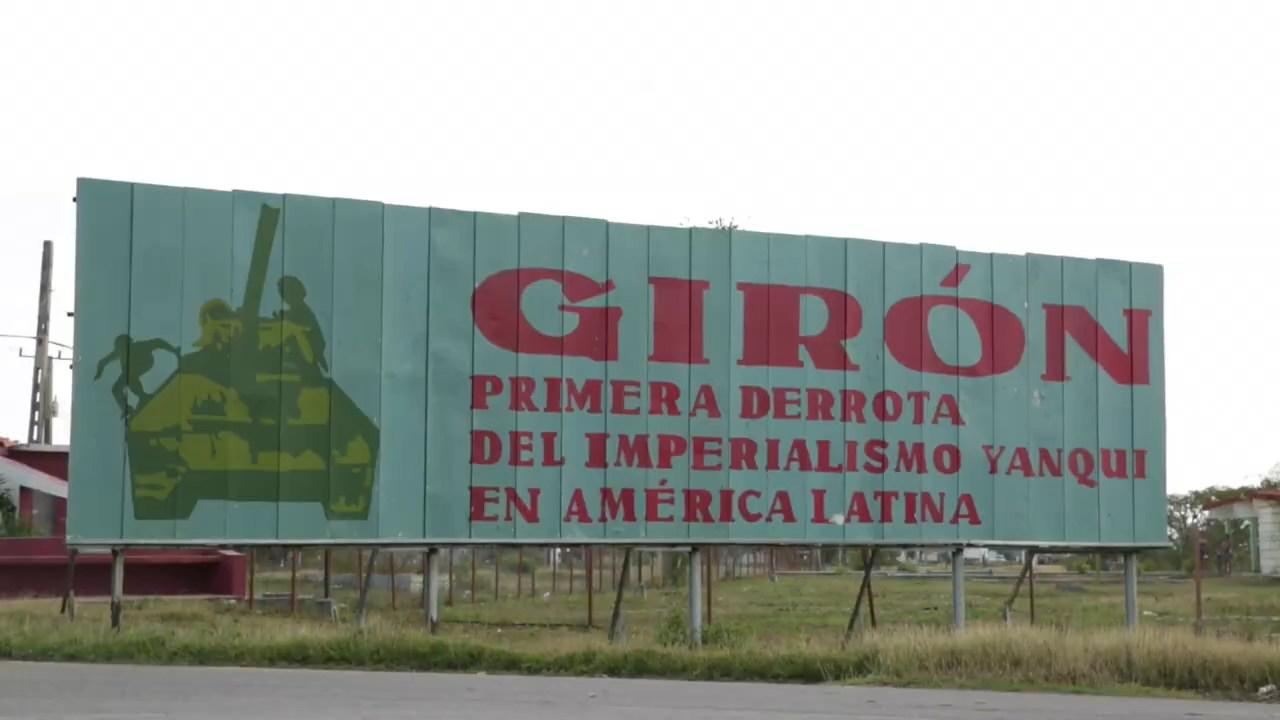 GIRÓN
PRIMERA DERROTA
DEL IMPERIALISMO YANQUI
EN AMÉRICA LATINA